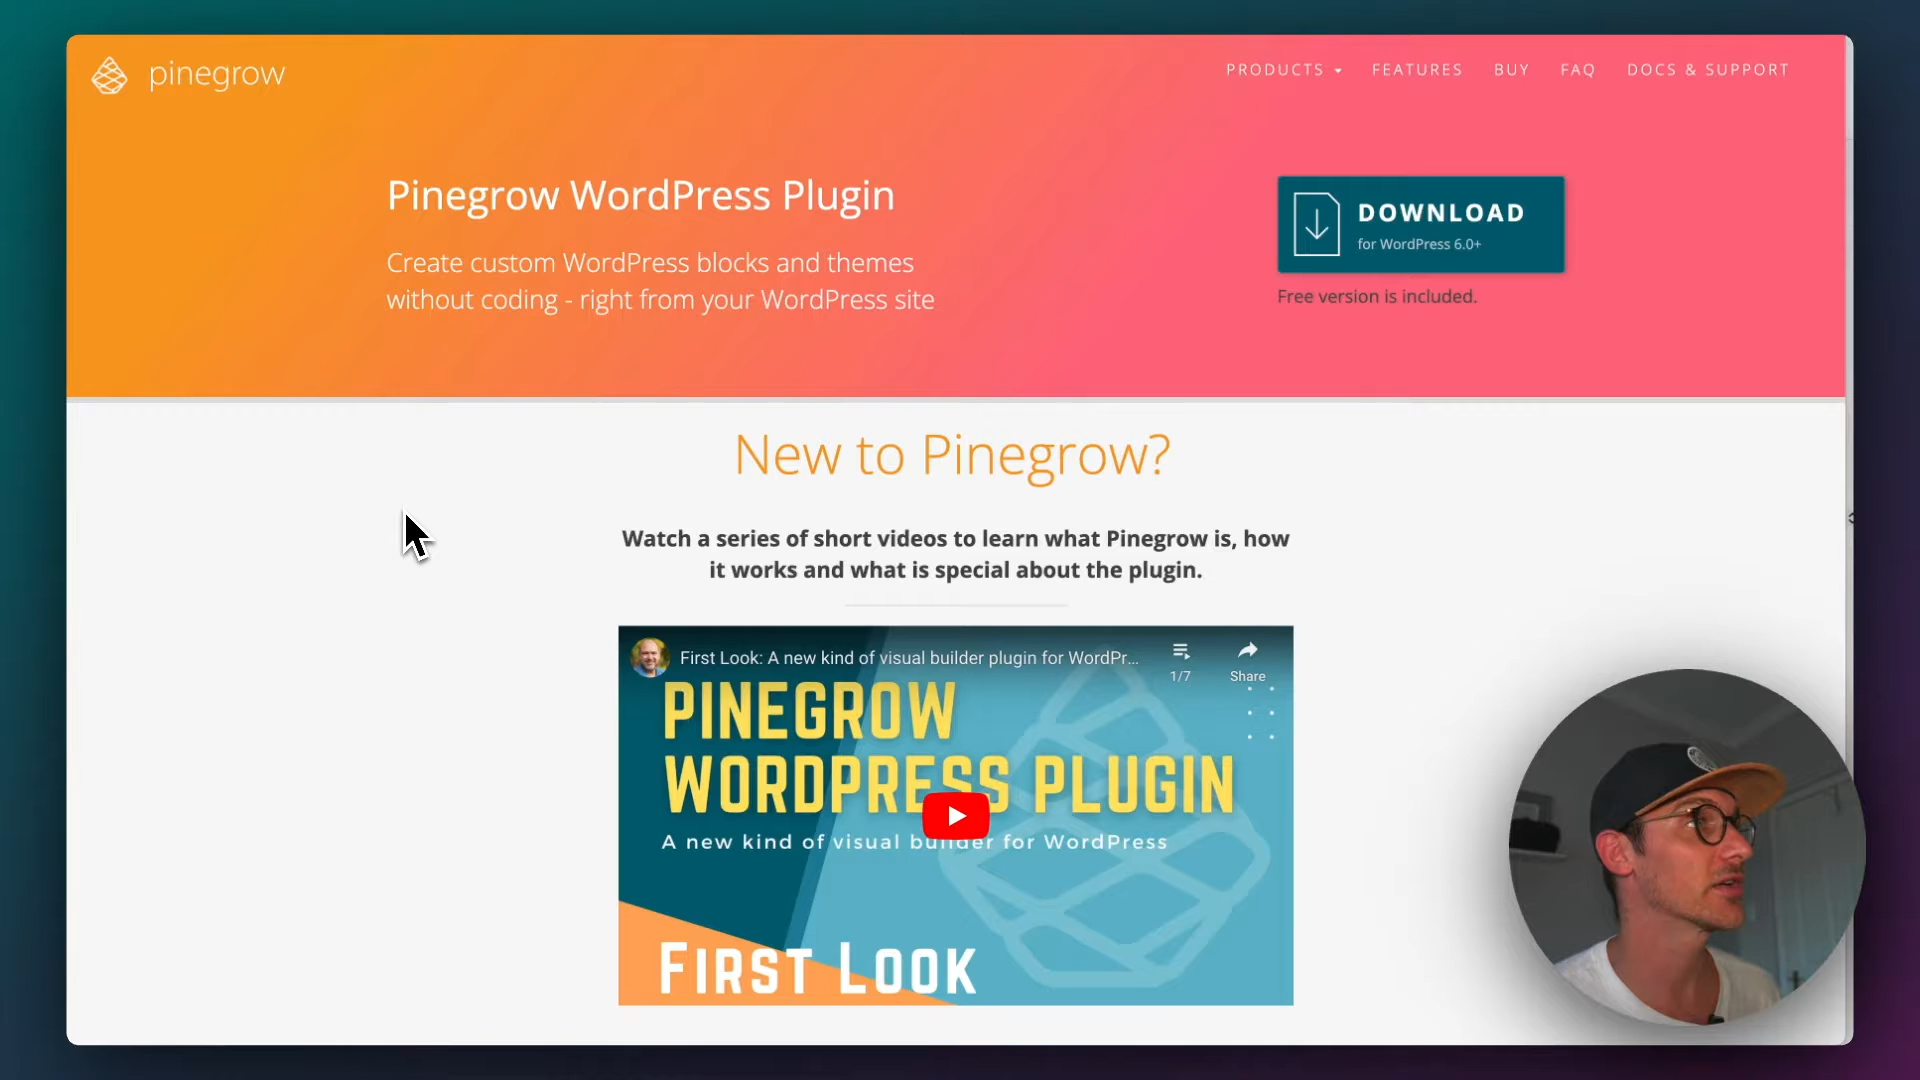 pinegrow
PRODUCTS
FEATURES
BUY
FAQ
DOCS & SUPPORT
Pinegrow WordPress Plugin
Create custom WordPress blocks and themes
without coding - right from your WordPress site
DOWNLOAD
for WordPress 6.0+
Free version is included.
New to Pinegrow?
Watch a series of short videos to learn what Pinegrow is, how
it works and what is special about the plugin.
First Look: A new kind of visual builder plugin for WordPr...
1/7
Share
PINEGROW
WORDPRESS PLUGIN
A new kind of visual builder for WordPress
FIRST LOOK